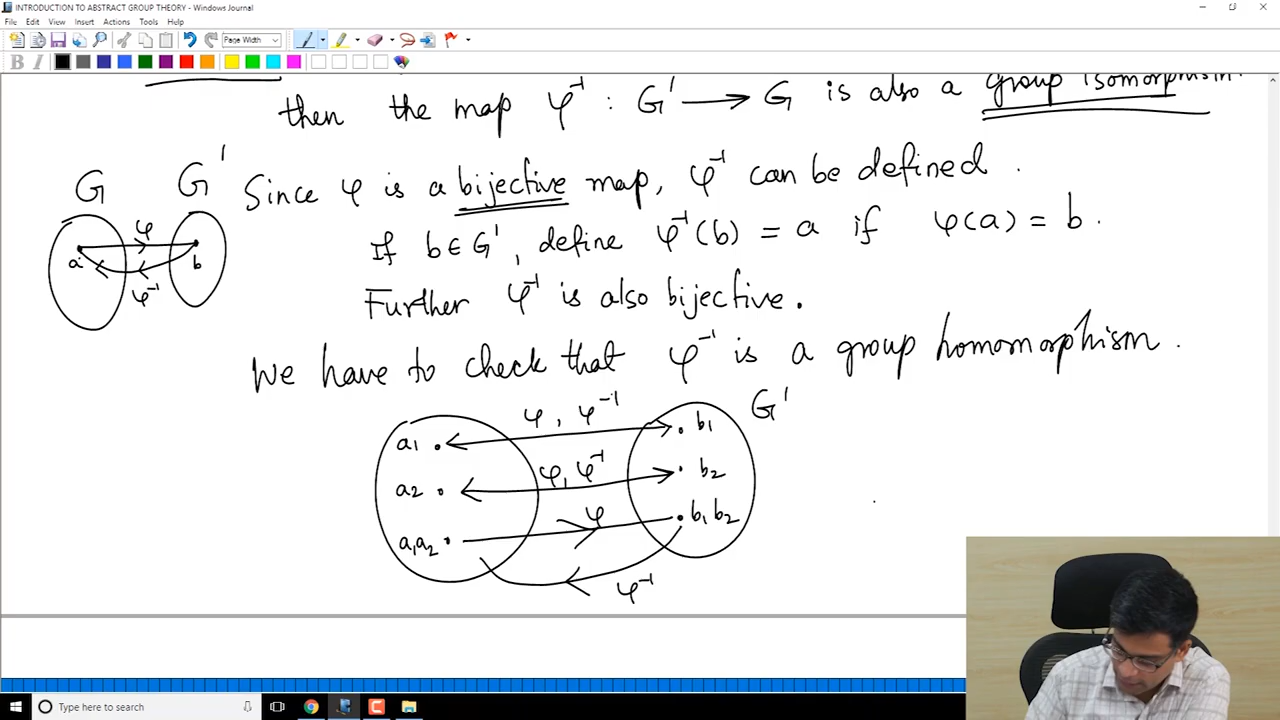 INTRODUCTION TO ABSTRACT GROUP THEORY - Windows Journal
File Edit View Insert Actions Tools Help
Page Width
then the map φ⁻¹ : G' → G is also a group isomorphism.
G G'
Since φ is a bijective map, φ⁻¹ can be defined.
φ
a b
φ⁻¹
If b ∈ G', define φ⁻¹(b) = a if φ(a) = b.
Further φ⁻¹ is also bijective.
We have to check that φ⁻¹ is a group homomorphism.
G'
a1 φ, φ⁻¹ b1
a2 φ, φ⁻¹ b2
a1a2 φ b1b2
φ⁻¹
Type here to search